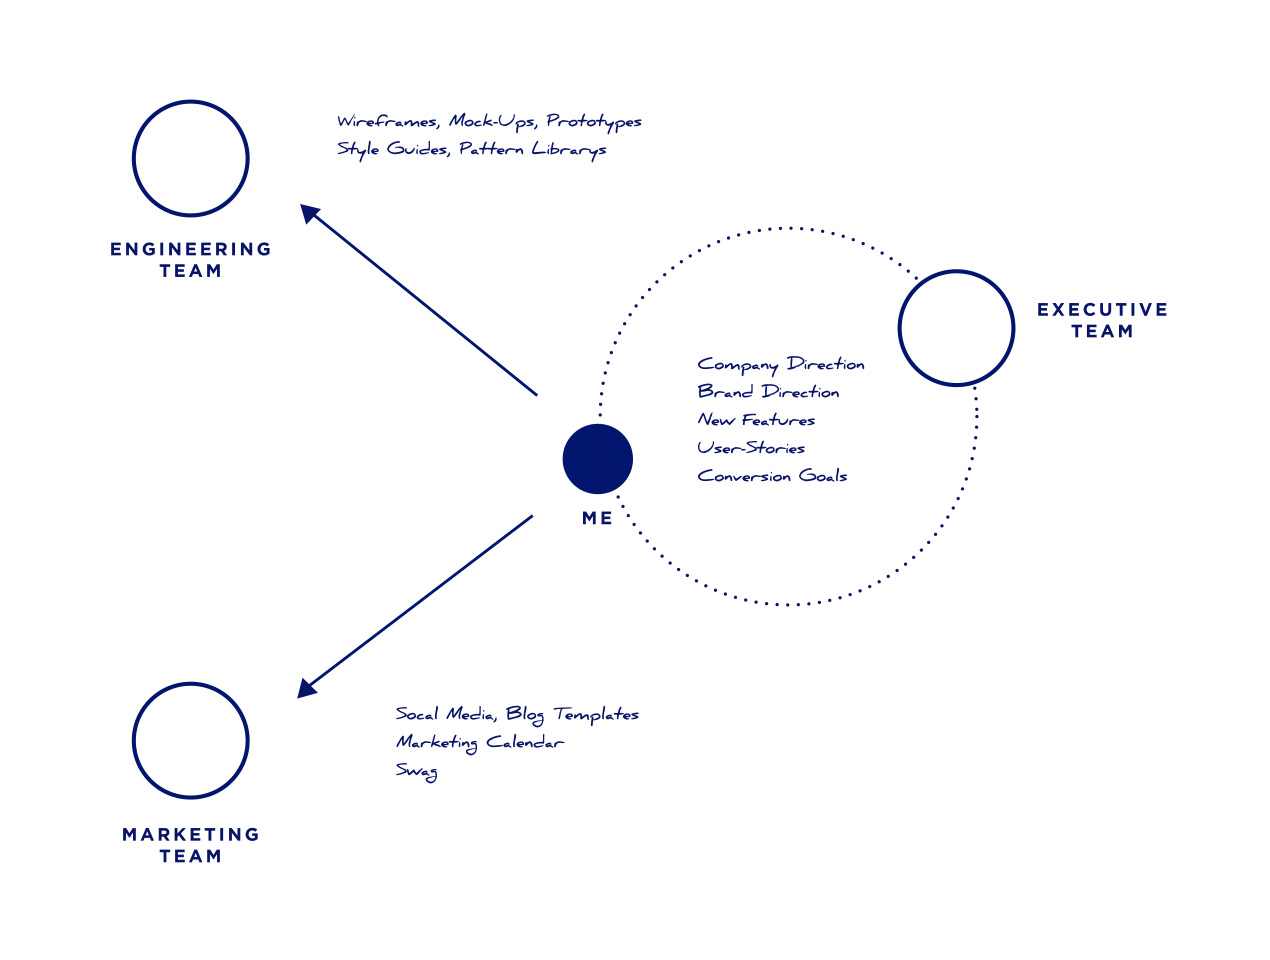 Wireframes, Mock-Ups, Prototypes
Style Guides, Pattern Librarys
ENGINEERING
TEAM
EXECUTIVE
TEAM
Company Direction
Brand Direction
New Features
User-Stories
Conversion Goals
ME
Socal Media, Blog Templates
Marketing Calendar
Swag
MARKETING
TEAM